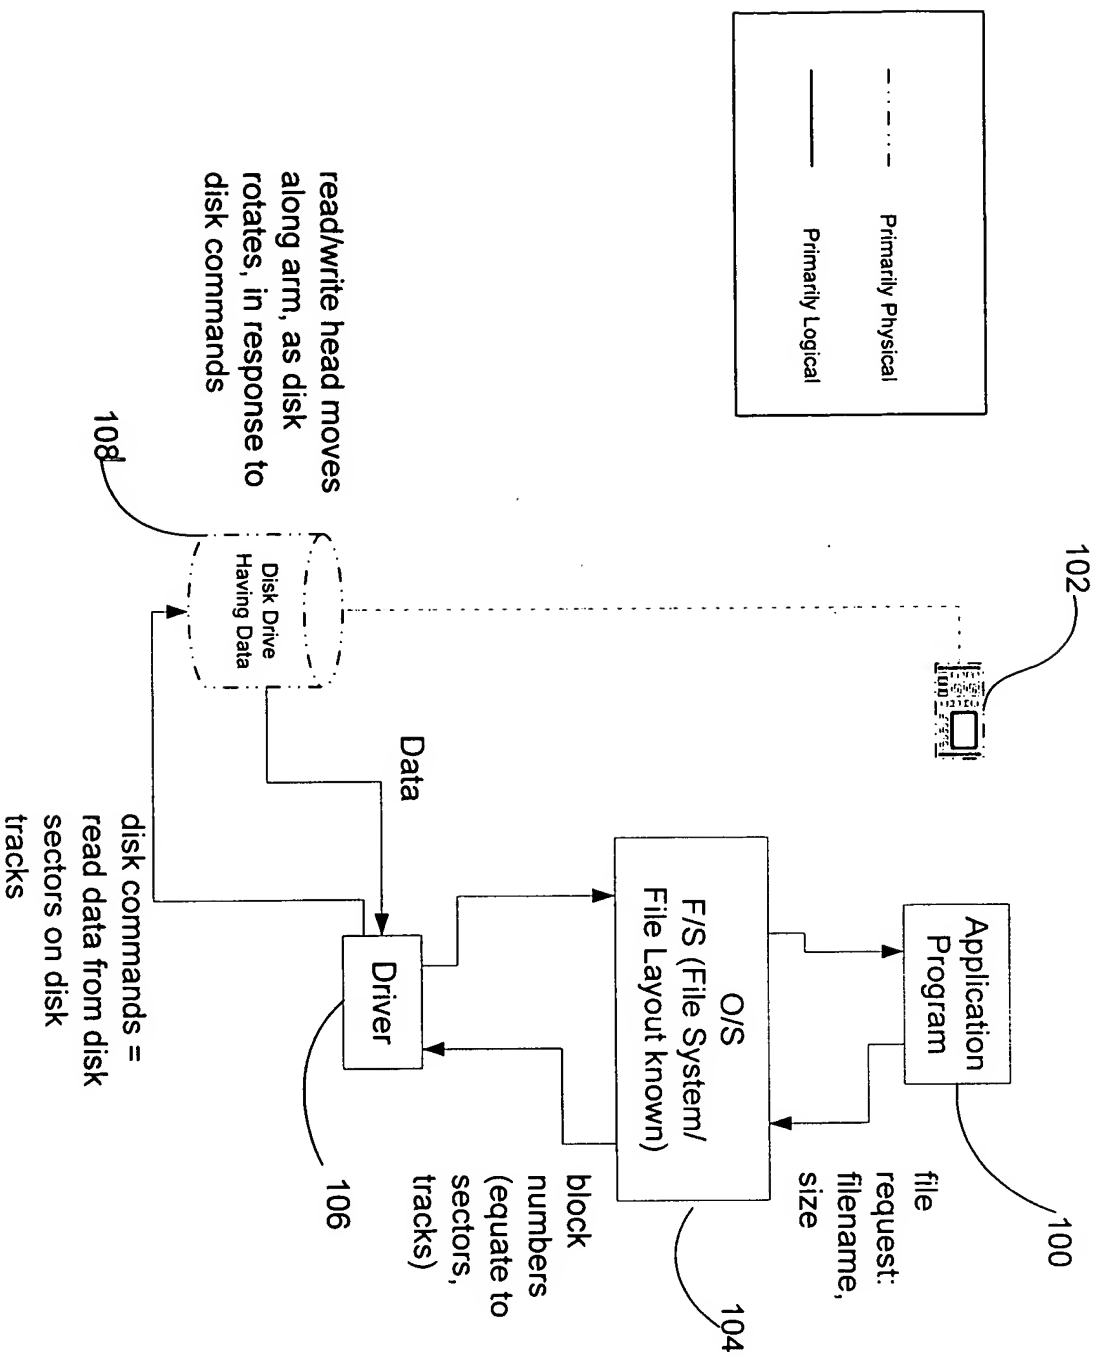 Primarily Physical
Primarily Logical
102
100
Application
Program
file
request:
filename,
size
O/S
F/S (File System/
File Layout known)
104
block
numbers
(equate to
sectors,
tracks)
Data
Driver
106
Disk Drive
Having Data
108
read/write head moves
along arm, as disk
rotates, in response to
disk commands
disk commands =
read data from disk
sectors on disk
tracks